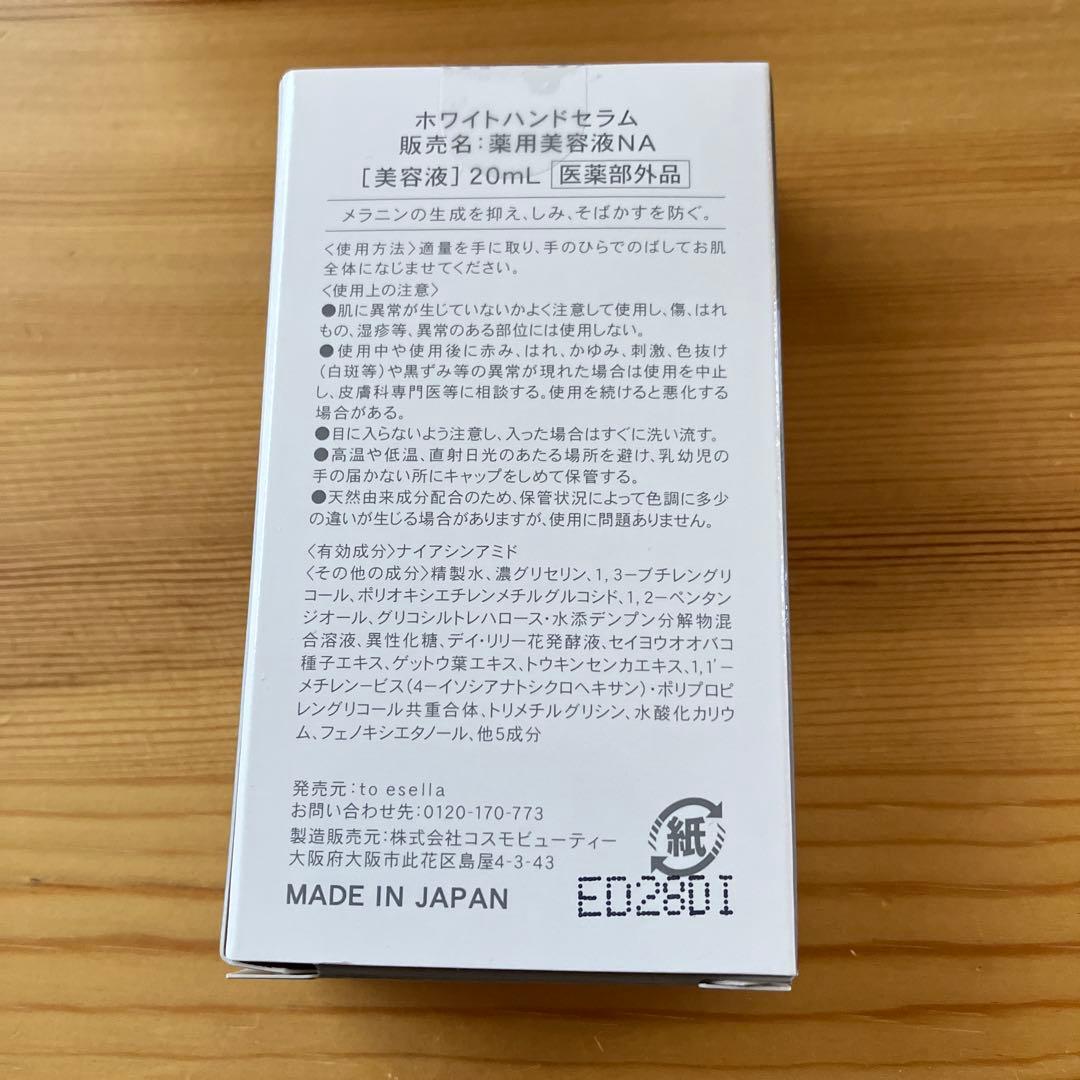 ホワイトハンドセラム
販売名:薬用美容液NA
[美容液]20mL 医薬部外品
メラニンの生成を抑え、しみ、そばかすを防ぐ。
〈使用方法〉適量を手に取り、手のひらでのばしてお肌
全体になじませてください。
〈使用上の注意〉
●肌に異常が生じていないかよく注意して使用し、傷、はれ
もの、湿疹等、異常のある部位には使用しない。
●使用中や使用後に赤み、はれ、かゆみ、刺激、色抜け
(白斑等)や黒ずみ等の異常が現れた場合は使用を中止
し、皮膚科専門医等に相談する。使用を続けると悪化する
場合がある。
●目に入らないよう注意し、入った場合はすぐに洗い流す。
●高温や低温、直射日光のあたる場所を避け、乳幼児の
手の届かない所にキャップをしめて保管する。
●天然由来成分配合のため、保管状況によって色調に多少
の違いが生じる場合がありますが、使用に問題ありません。
〈有効成分〉ナイアシンアミド
〈その他の成分〉精製水、濃グリセリン、1,3-ブチレングリ
コール、ポリオキシエチレンメチルグルコシド、1,2-ペンタン
ジオール、グリコシルトレハロース・水添デンプン分解物混
合溶液、異性化糖、デイ・リリー花発酵液、セイヨウオオバコ
種子エキス、ゲットウ葉エキス、トウキンセンカエキス、1,1'-
メチレン-ビス(4-イソシアナトシクロヘキサン)・ポリプロピ
レングリコール共重合体、トリメチルグリシン、水酸化カリウ
ム、フェノキシエタノール、他5成分
発売元:to esella
お問い合わせ先:0120-170-773
製造販売元:株式会社コスモビューティー
大阪府大阪市此花区島屋4-3-43
紙
MADE IN JAPAN
ED28DI